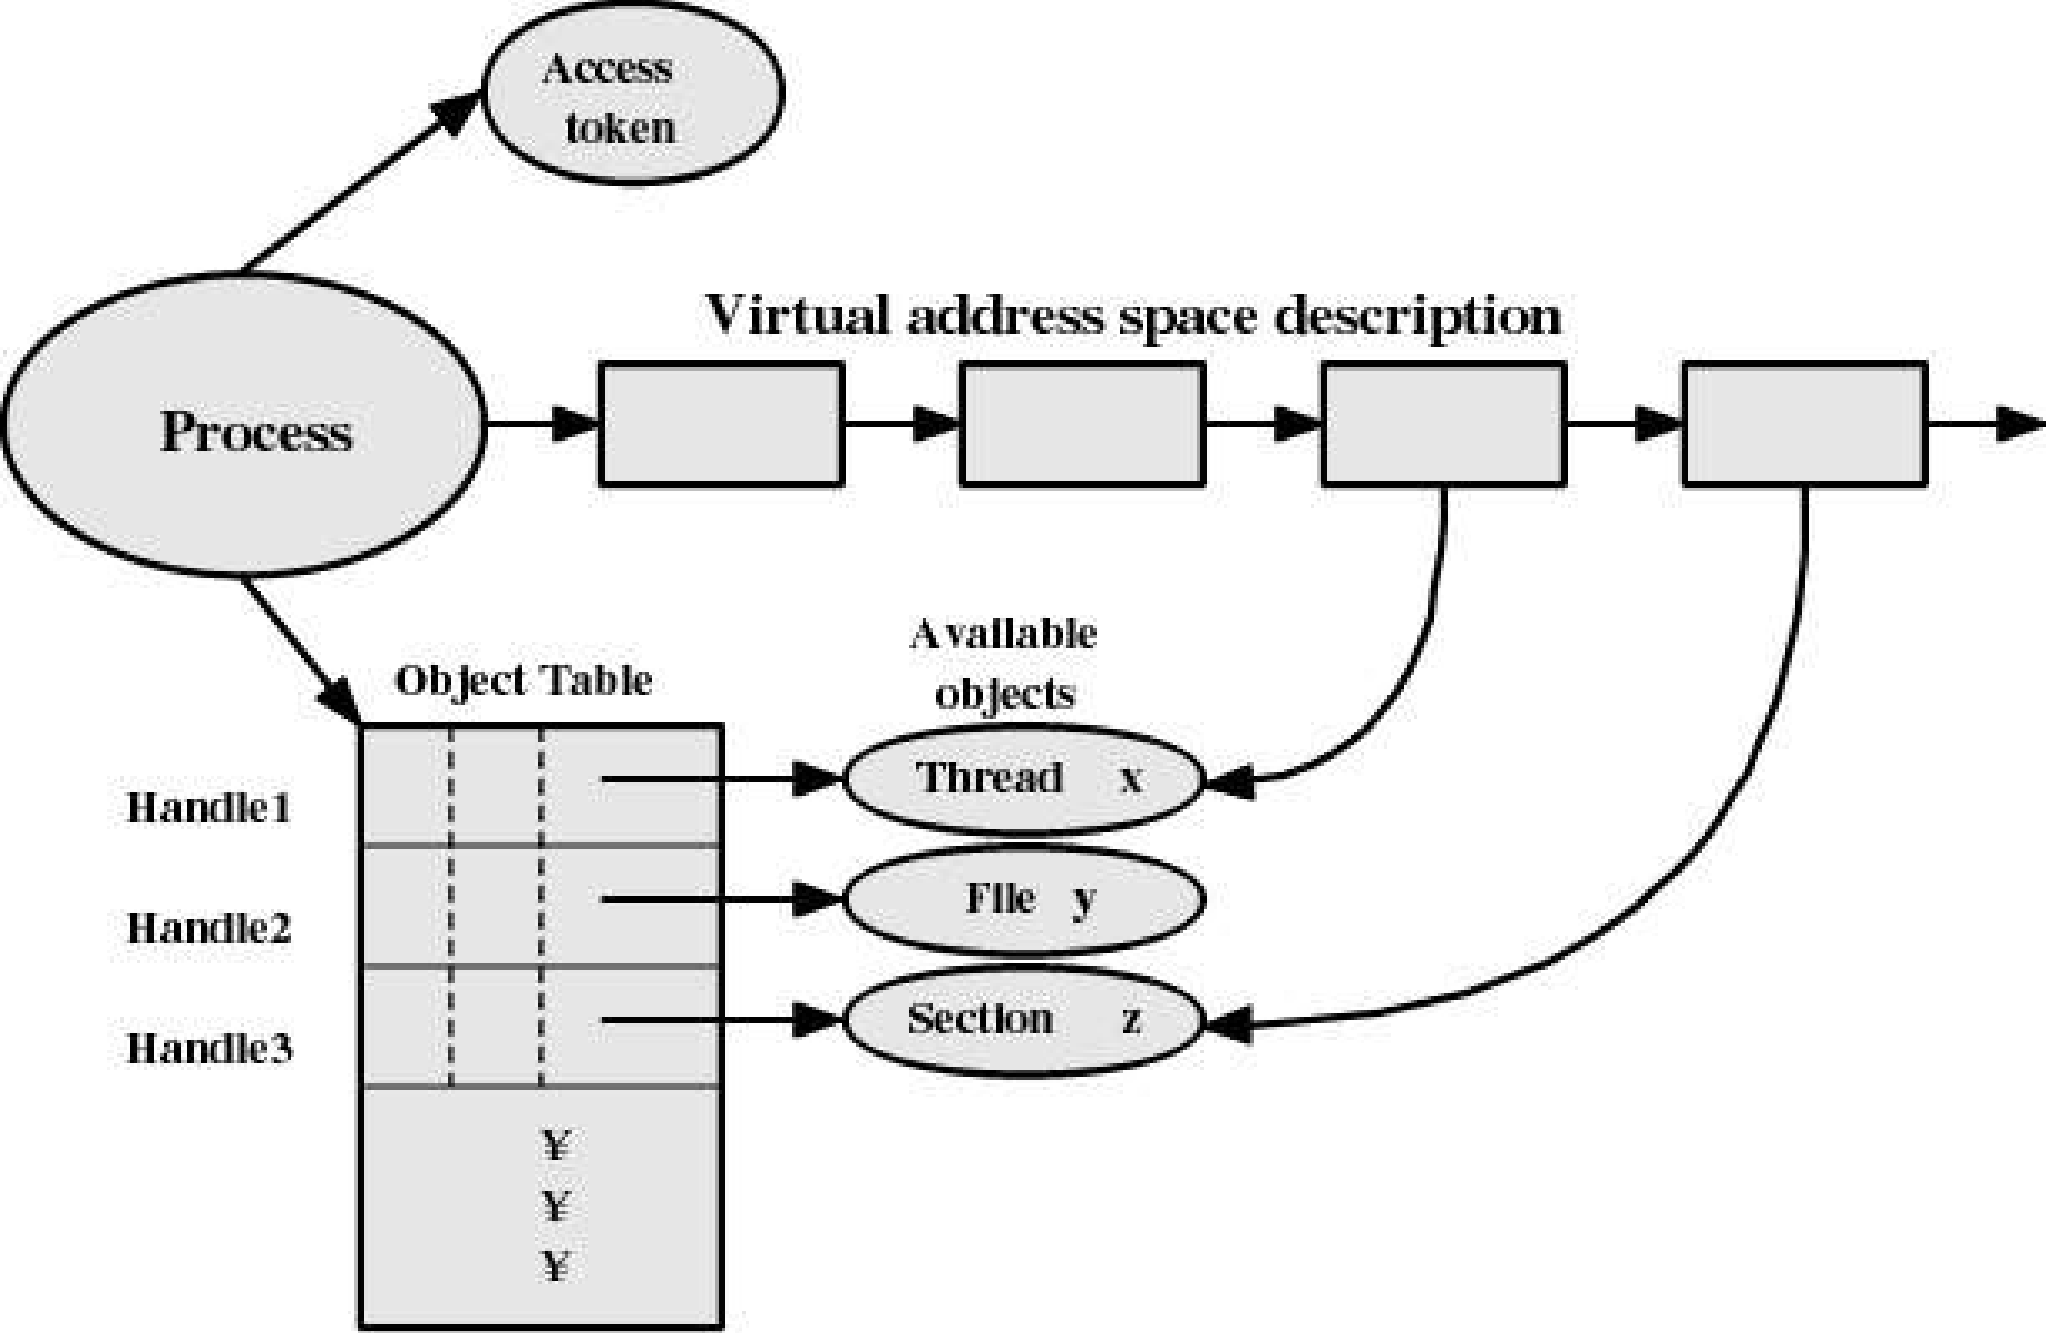 Access
token
Virtual address space description
Process
Available
objects
Object Table
Thread x
Handle1
File y
Handle2
Section z
Handle3
¥
¥
¥